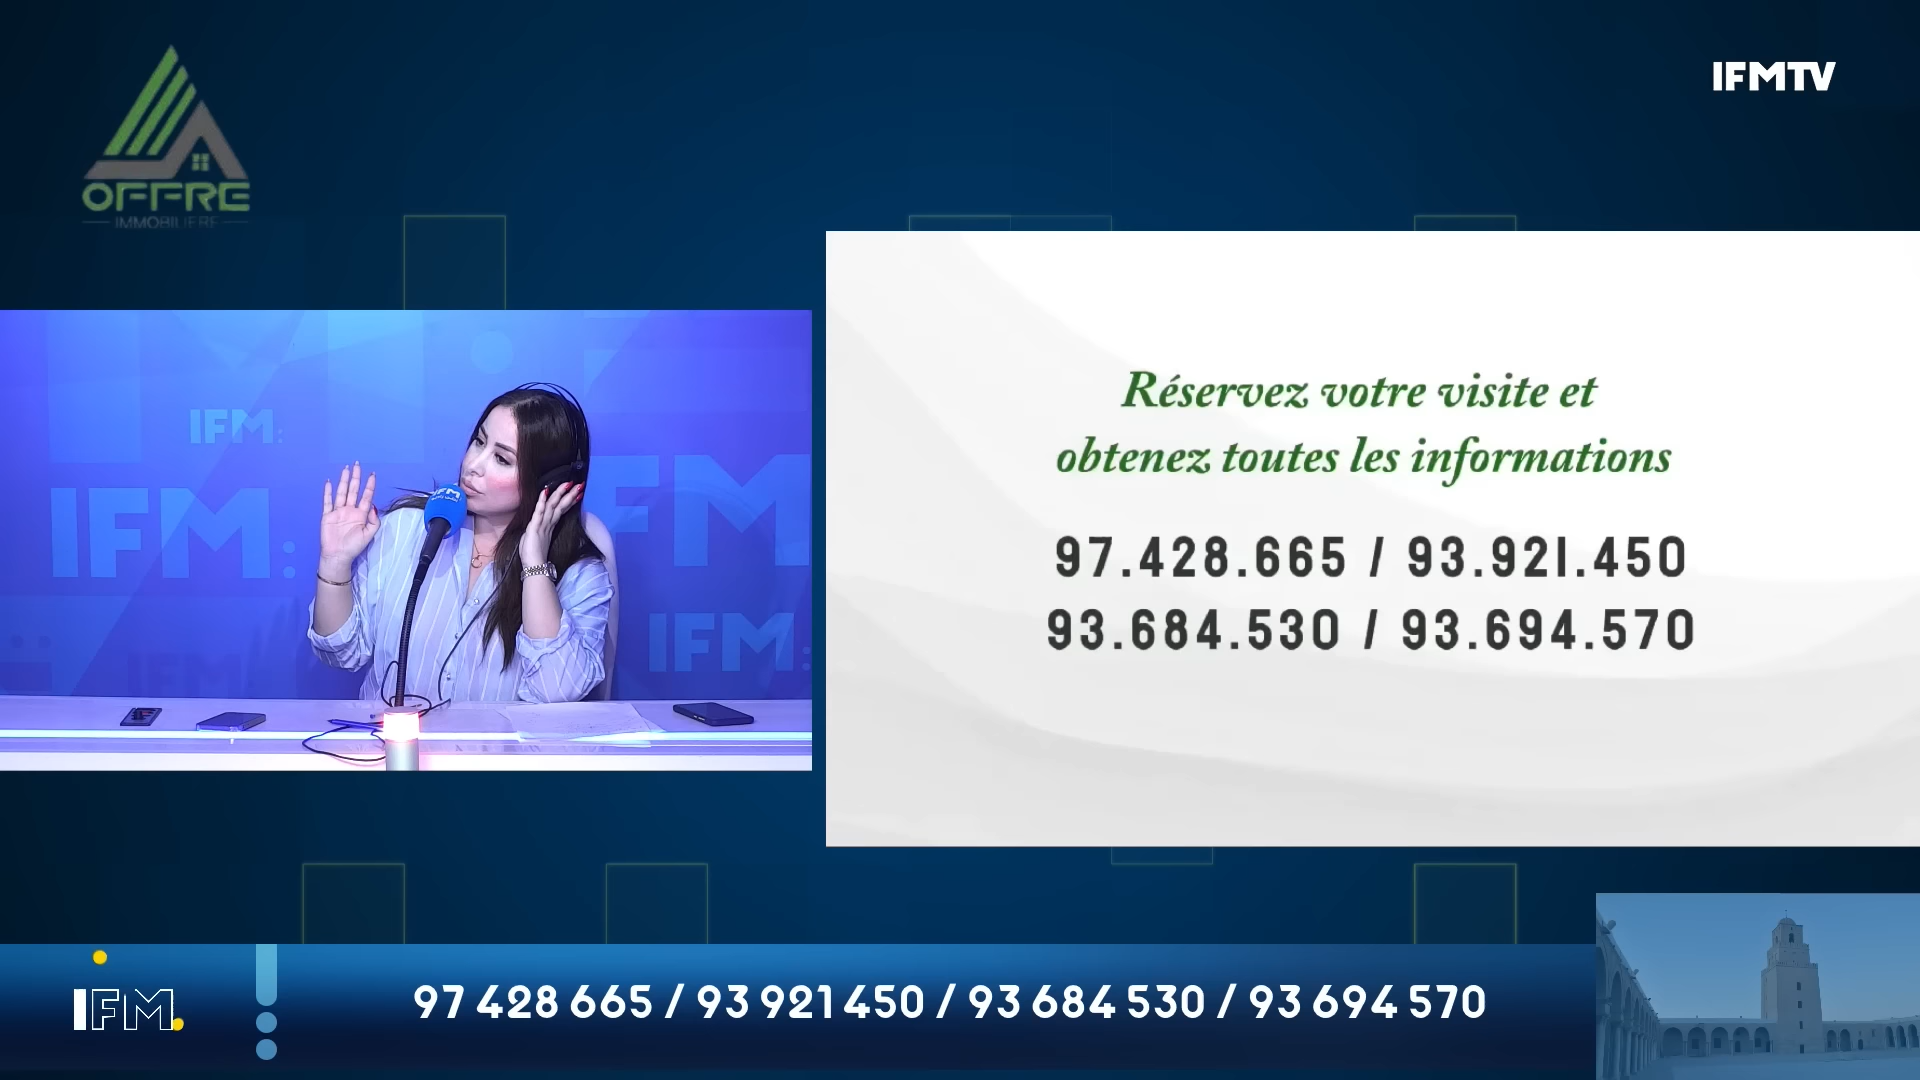 OFFRE
IMMOBILIERE
IFMTV
IFM:
IFM:
FM
IFM:
IFM
IFM
Réservez votre visite et
obtenez toutes les informations
97.428.665 / 93.921.450
93.684.530 / 93.694.570
IFM
97 428 665 / 93 921 450 / 93 684 530 / 93 694 570